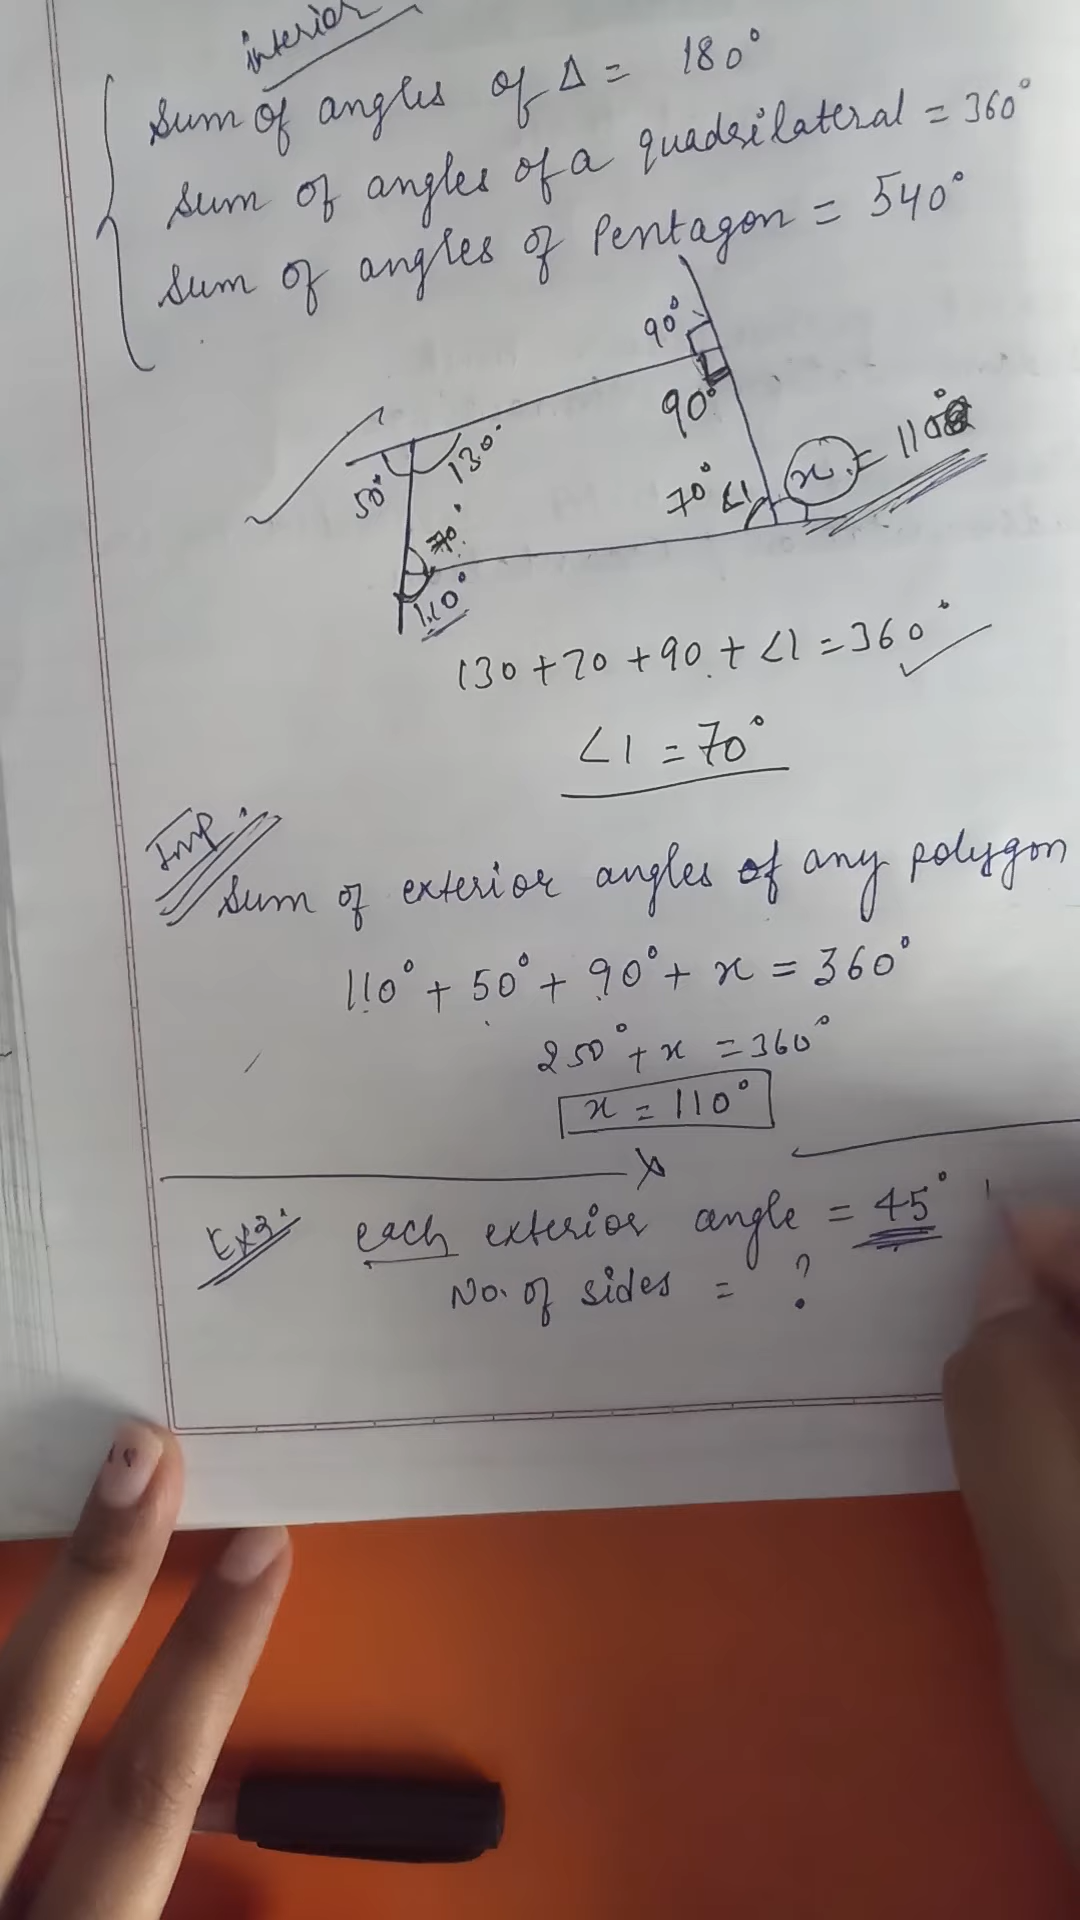 interior
Sum of angles of Δ = 180°
Sum of angles of a quadrilateral = 360°
Sum of angles of Pentagon = 540°
90°
90°
130°
50°
70°
110°
70° ∠1
x = 110°
130 + 70 + 90 + ∠1 = 360°
∠1 = 70°
Imp.
Sum of exterior angles of any polygon
110° + 50° + 90° + x = 360°
250° + x = 360°
x = 110°
Ex3. each exterior angle = 45°
No. of sides = ?